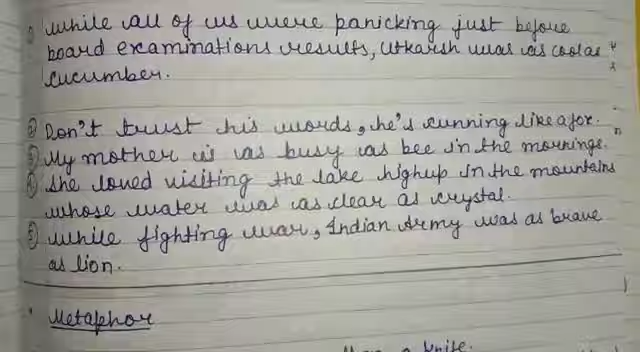 ① While all of us were panicking just before
board examinations results, Utkarsh was as cool as
cucumber.
② Don't trust his words, he's cunning like a fox.
③ My mother is as busy as bee in the mornings.
④ She loved visiting the lake high up in the mountains
whose water was as clear as crystal.
⑤ While fighting war, Indian Army was as brave
as lion.
Metaphor
knife.